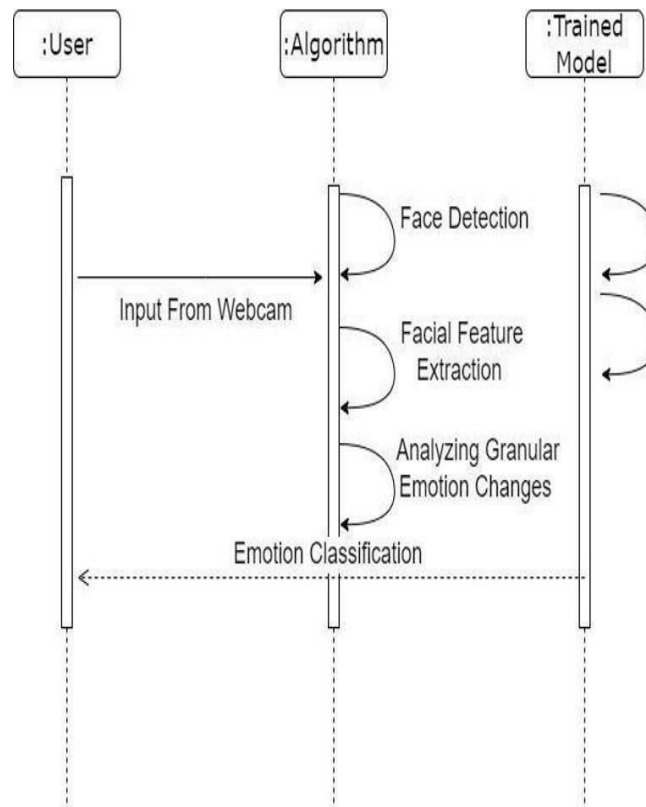 :User
:Algorithm
:Trained
Model
Face Detection
Input From Webcam
Facial Feature
Extraction
Analyzing Granular
Emotion Changes
Emotion Classification